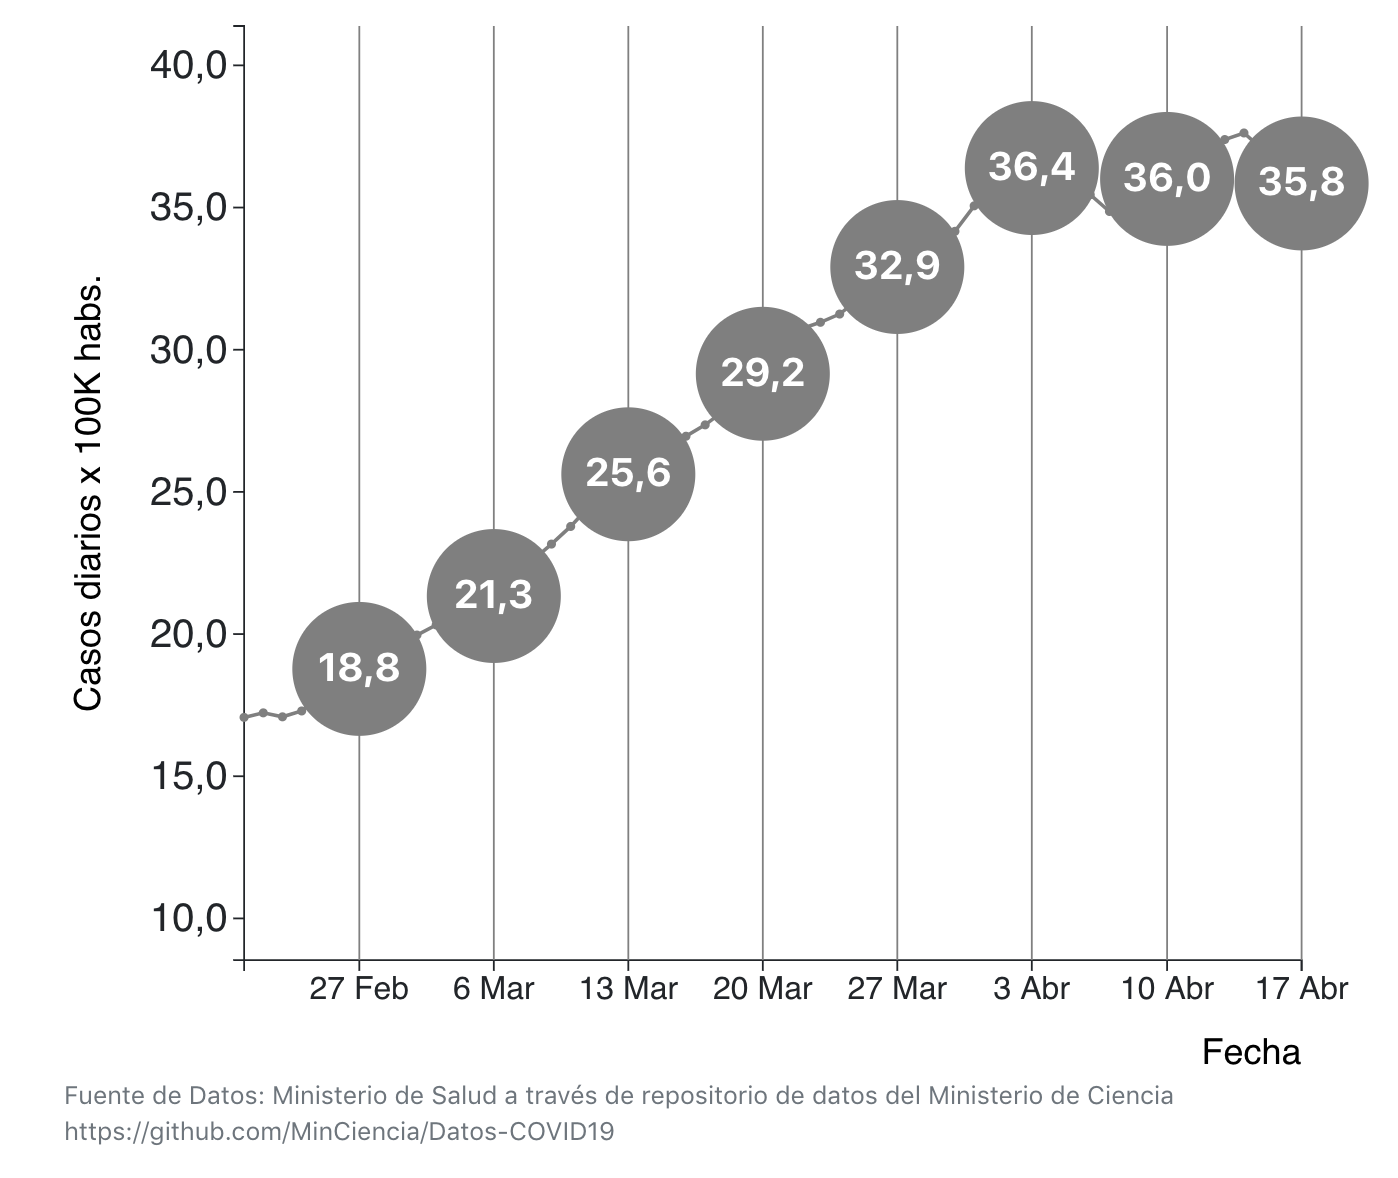 40,0
35,0
30,0
25,0
20,0
15,0
10,0
Casos diarios x 100K habs.
18,8
21,3
25,6
29,2
32,9
36,4
36,0
35,8
27 Feb
6 Mar
13 Mar
20 Mar
27 Mar
3 Abr
10 Abr
17 Abr
Fecha
Fuente de Datos: Ministerio de Salud a través de repositorio de datos del Ministerio de Ciencia
https://github.com/MinCiencia/Datos-COVID19